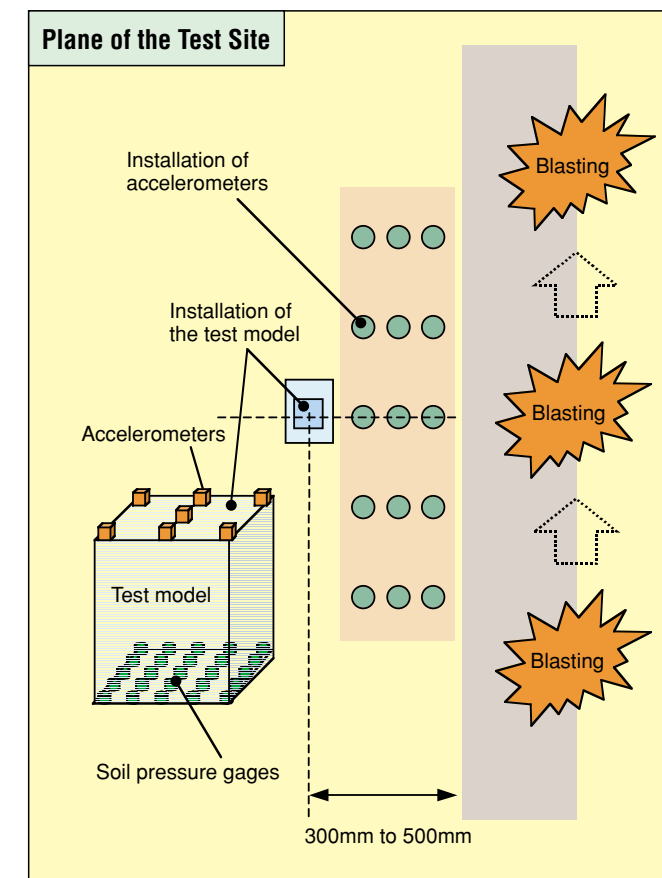 Plane of the Test Site
Installation of
accelerometers
Blasting
Installation of
the test model
Accelerometers
Blasting
Test model
Blasting
Soil pressure gages
300mm to 500mm